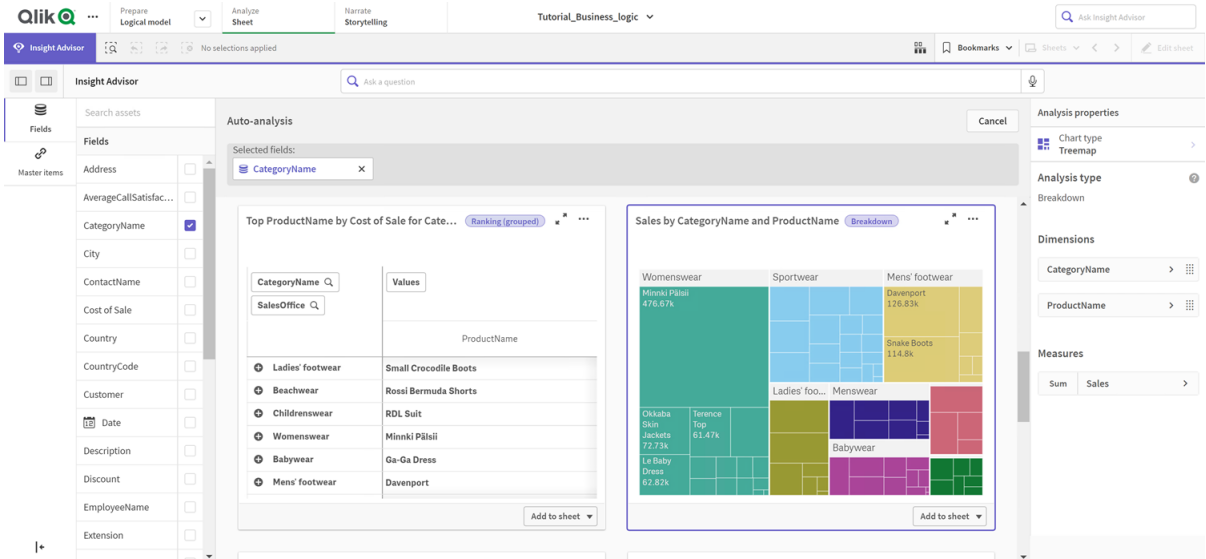 Qlik
Prepare
Logical model
Analyze
Sheet
Narrate
Storytelling
Tutorial_Business_logic
Ask Insight Advisor
Insight Advisor
No selections applied
Bookmarks
Sheets
Edit sheet
Insight Advisor
Ask a question
Fields
Master items
Search assets
Fields
Address
AverageCallSatisfac...
CategoryName
City
ContactName
Cost of Sale
Country
CountryCode
Customer
Date
Description
Discount
EmployeeName
Extension
Auto-analysis
Cancel
Selected fields:
CategoryName
Top ProductName by Cost of Sale for Cate...
Ranking (grouped)
CategoryName
SalesOffice
Values
ProductName
Ladies' footwear Small Crocodile Boots
Beachwear Rossi Bermuda Shorts
Childrenswear RDL Suit
Womenswear Minnki Pälsii
Babywear Ga-Ga Dress
Mens' footwear Davenport
Add to sheet
Sales by CategoryName and ProductName
Breakdown
Womenswear
Minnki Pälsii
476.67k
Okkaba
Skin
Jackets
72.73k
Terence
Top
61.47k
Le Baby
Dress
62.82k
Sportwear
Mens' footwear
Davenport
126.83k
Snake Boots
114.8k
Ladies' foo...
Menswear
Babywear
Add to sheet
Analysis properties
Chart type
Treemap
Analysis type
Breakdown
Dimensions
CategoryName
ProductName
Measures
Sum Sales